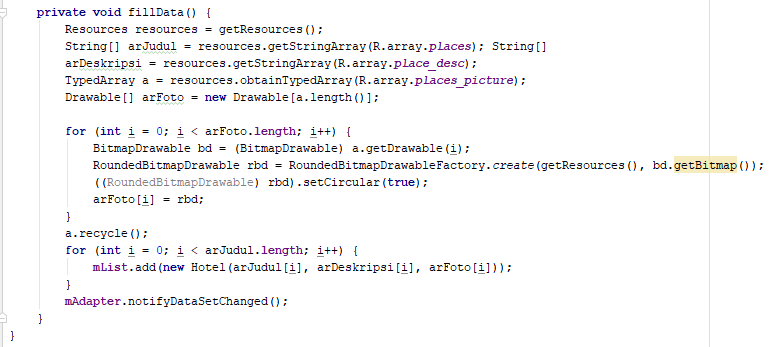 private void fillData() {
Resources resources = getResources();
String[] arJudul = resources.getStringArray(R.array.places); String[]
arDeskripsi = resources.getStringArray(R.array.place_desc);
TypedArray a = resources.obtainTypedArray(R.array.places_picture);
Drawable[] arFoto = new Drawable[a.length()];
for (int i = 0; i < arFoto.length; i++) {
BitmapDrawable bd = (BitmapDrawable) a.getDrawable(i);
RoundedBitmapDrawable rbd = RoundedBitmapDrawableFactory.create(getResources(), bd.getBitmap());
((RoundedBitmapDrawable) rbd).setCircular(true);
arFoto[i] = rbd;
}
a.recycle();
for (int i = 0; i < arJudul.length; i++) {
mList.add(new Hotel(arJudul[i], arDeskripsi[i], arFoto[i]));
}
mAdapter.notifyDataSetChanged();
}
}